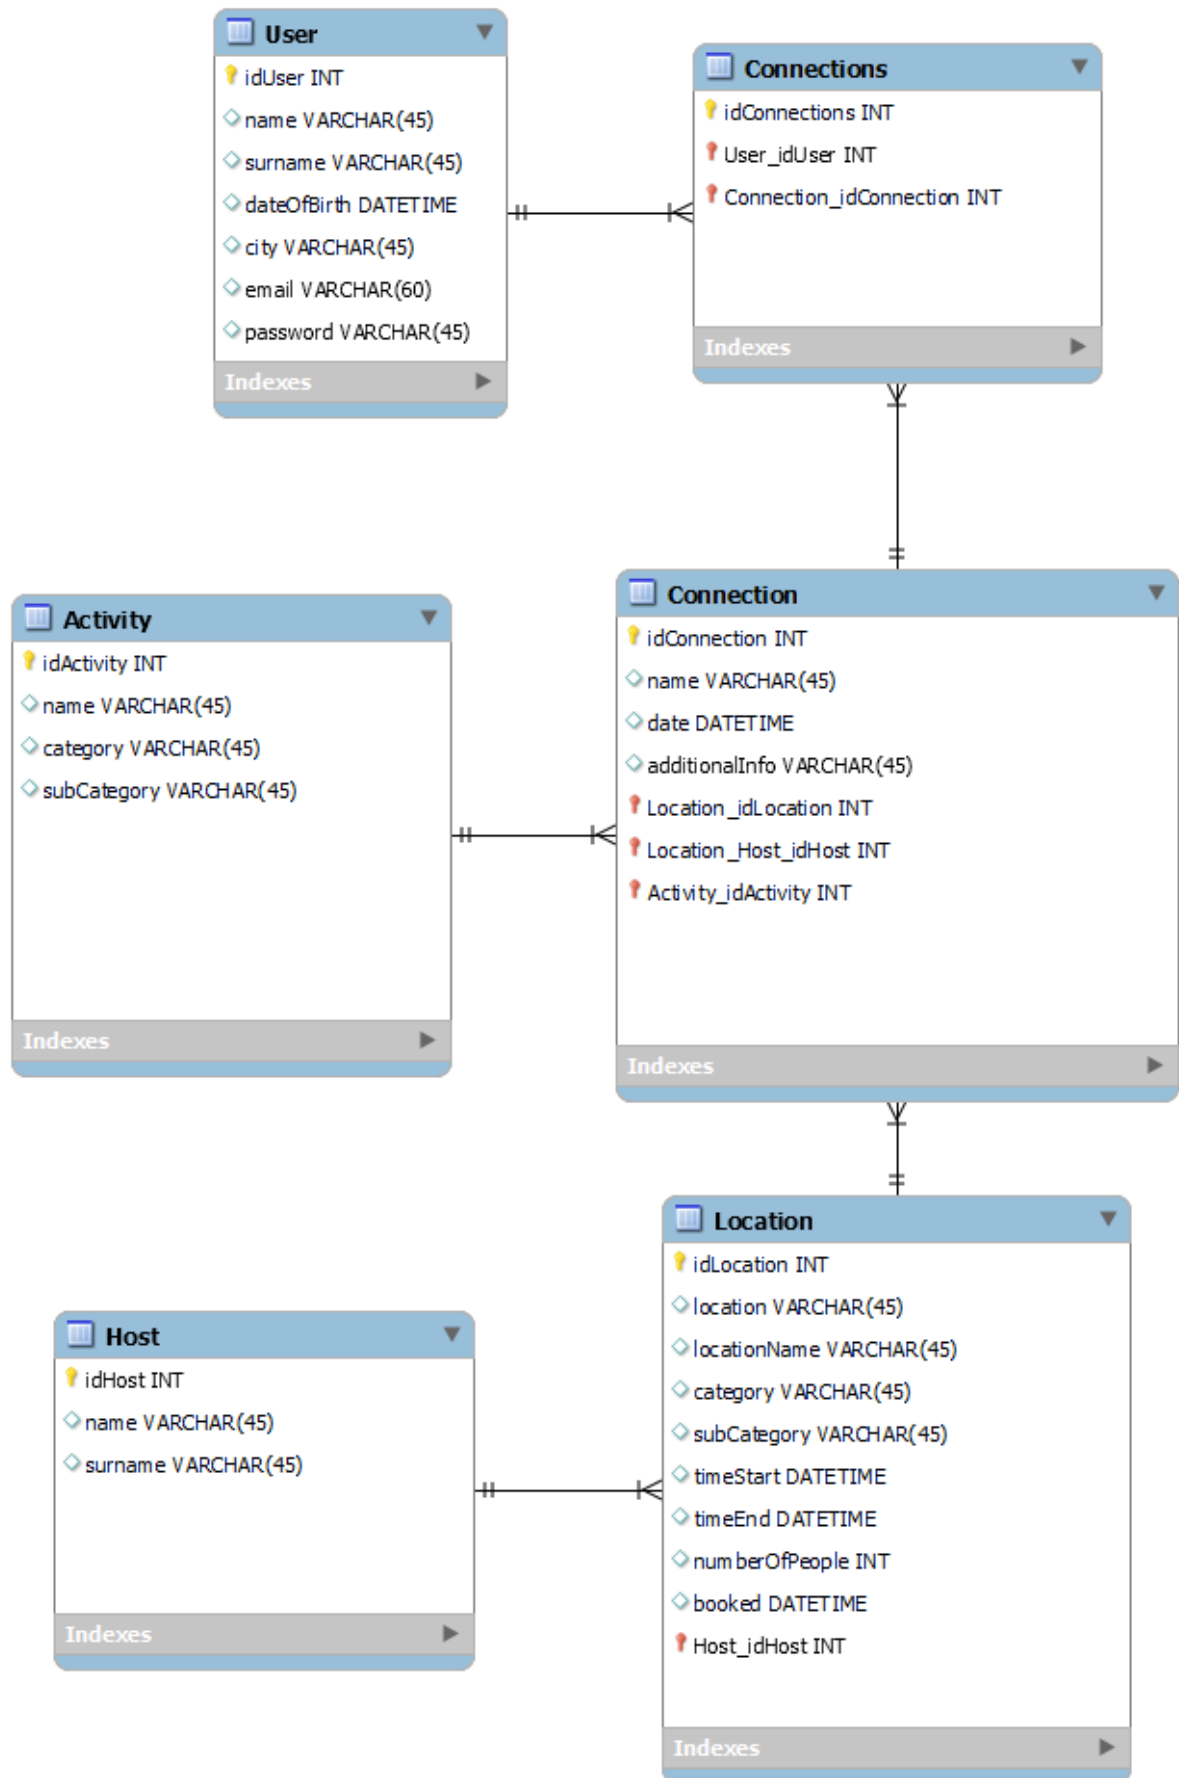 User
idUser INT
name VARCHAR(45)
surname VARCHAR(45)
dateOfBirth DATETIME
city VARCHAR(45)
email VARCHAR(60)
password VARCHAR(45)
Indexes
Connections
idConnections INT
User_idUser INT
Connection_idConnection INT
Indexes
Activity
idActivity INT
name VARCHAR(45)
category VARCHAR(45)
subCategory VARCHAR(45)
Indexes
Connection
idConnection INT
name VARCHAR(45)
date DATETIME
additionalInfo VARCHAR(45)
Location_idLocation INT
Location_Host_idHost INT
Activity_idActivity INT
Indexes
Host
idHost INT
name VARCHAR(45)
surname VARCHAR(45)
Indexes
Location
idLocation INT
location VARCHAR(45)
locationName VARCHAR(45)
category VARCHAR(45)
subCategory VARCHAR(45)
timeStart DATETIME
timeEnd DATETIME
numberOfPeople INT
booked DATETIME
Host_idHost INT
Indexes